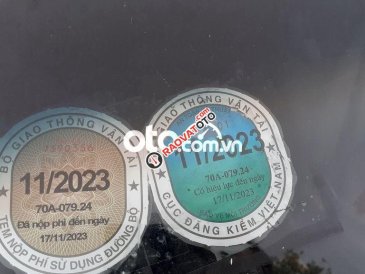 BỘ GIAO THÔNG VẬN TẢI
11/2023
70A-079.24
Đã nộp phí đến ngày
17/11/2023
TEM NỘP PHÍ SỬ DỤNG ĐƯỜNG BỘ
GIAO THÔNG VẬN TẢI
11/2023
70A-079.24
Có hiệu lực đến ngày
17/11/2023
CỤC ĐĂNG KIỂM VIỆT NAM
oto.com.vn
RAOVATOTO